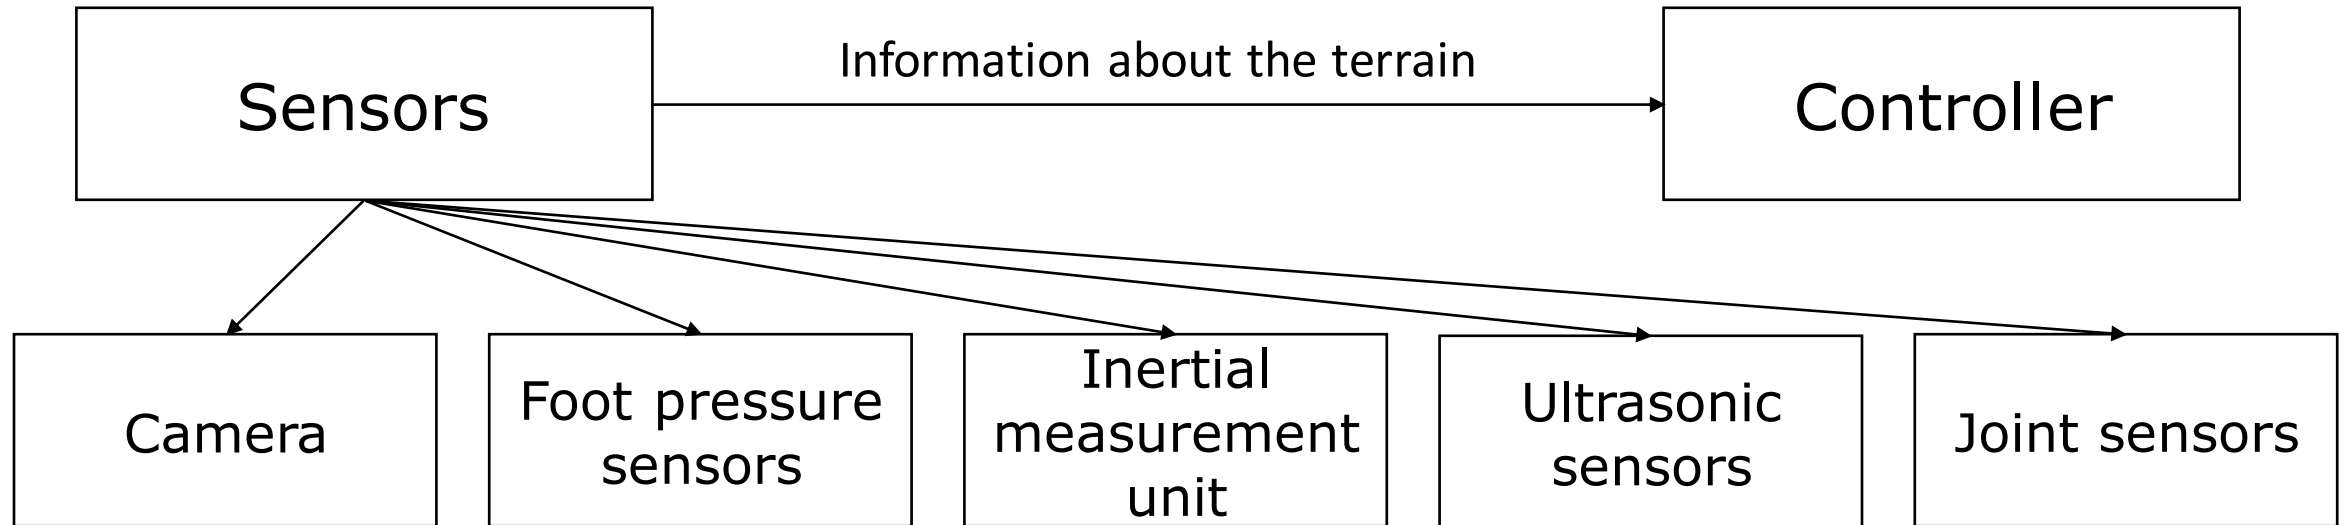 Sensors
Information about the terrain
Controller
Camera
Foot pressure
sensors
Inertial
measurement
unit
Ultrasonic
sensors
Joint sensors